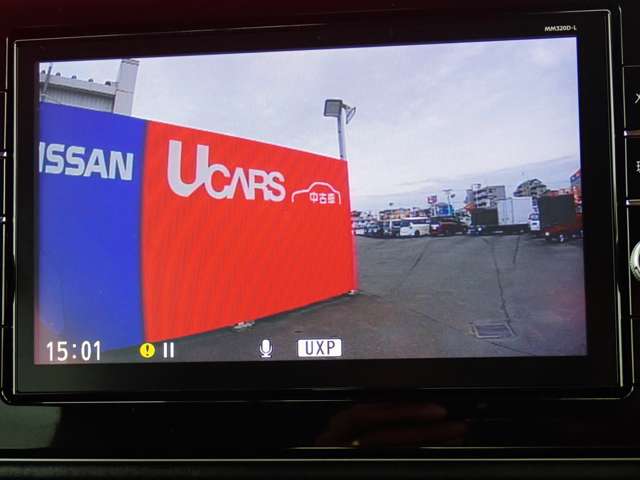 MM320D-L
ISSAN
UCARS
中古車
15:01
UXP